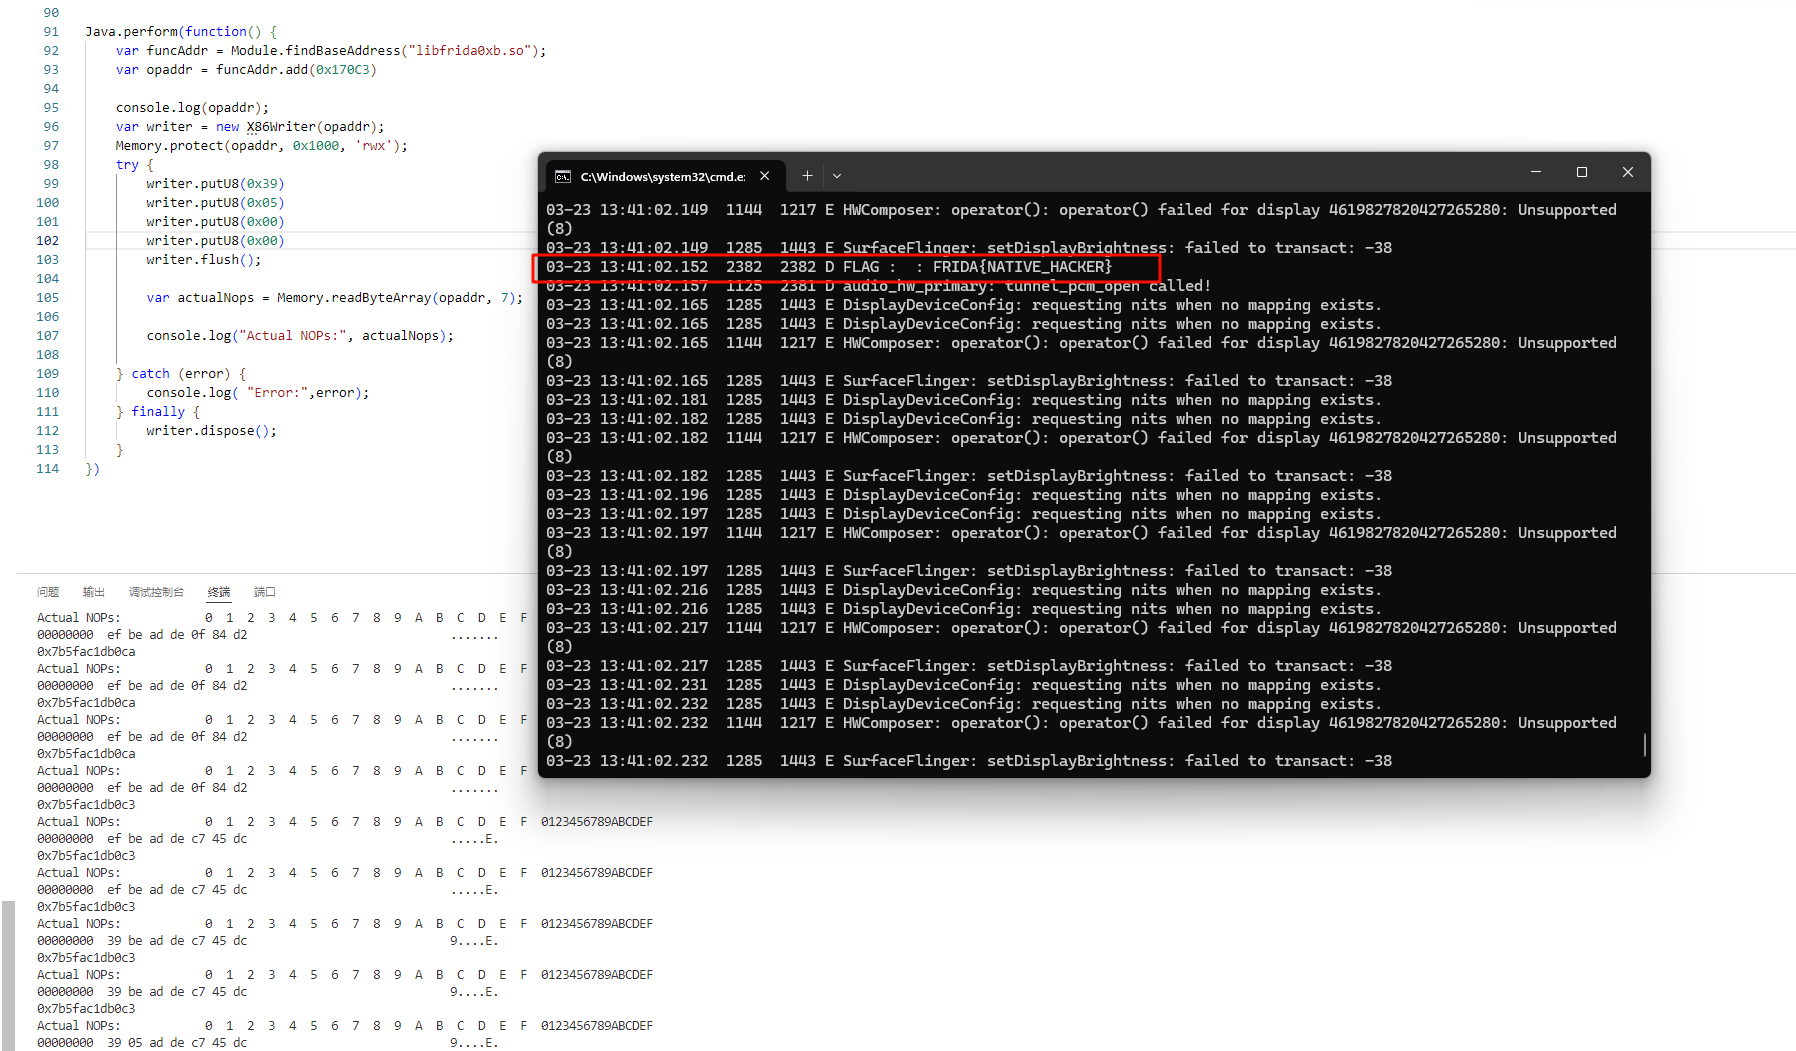 90
91 Java.perform(function() {
92 var funcAddr = Module.findBaseAddress("libfrida0xb.so");
93 var opaddr = funcAddr.add(0x170C3)
94
95 console.log(opaddr);
96 var writer = new X86Writer(opaddr);
97 Memory.protect(opaddr, 0x1000, 'rwx');
98 try {
99 writer.putU8(0x39)
100 writer.putU8(0x05)
101 writer.putU8(0x00)
102 writer.putU8(0x00)
103 writer.flush();
104
105 var actualNops = Memory.readByteArray(opaddr, 7);
106
107 console.log("Actual NOPs:", actualNops);
108
109 } catch (error) {
110 console.log( "Error:",error);
111 } finally {
112 writer.dispose();
113 }
114 })
C:\Windows\system32\cmd.e:
03-23 13:41:02.149 1144 1217 E HWComposer: operator(): operator() failed for display 4619827820427265280: Unsupported
(8)
03-23 13:41:02.149 1285 1443 E SurfaceFlinger: setDisplayBrightness: failed to transact: -38
03-23 13:41:02.152 2382 2382 D FLAG :  : FRIDA{NATIVE_HACKER}
03-23 13:41:02.157 1125 2381 D audio_hw_primary: tunnel_pcm_open called!
03-23 13:41:02.165 1285 1443 E DisplayDeviceConfig: requesting nits when no mapping exists.
03-23 13:41:02.165 1285 1443 E DisplayDeviceConfig: requesting nits when no mapping exists.
03-23 13:41:02.165 1144 1217 E HWComposer: operator(): operator() failed for display 4619827820427265280: Unsupported
(8)
03-23 13:41:02.165 1285 1443 E SurfaceFlinger: setDisplayBrightness: failed to transact: -38
03-23 13:41:02.181 1285 1443 E DisplayDeviceConfig: requesting nits when no mapping exists.
03-23 13:41:02.182 1285 1443 E DisplayDeviceConfig: requesting nits when no mapping exists.
03-23 13:41:02.182 1144 1217 E HWComposer: operator(): operator() failed for display 4619827820427265280: Unsupported
(8)
03-23 13:41:02.182 1285 1443 E SurfaceFlinger: setDisplayBrightness: failed to transact: -38
03-23 13:41:02.196 1285 1443 E DisplayDeviceConfig: requesting nits when no mapping exists.
03-23 13:41:02.197 1285 1443 E DisplayDeviceConfig: requesting nits when no mapping exists.
03-23 13:41:02.197 1144 1217 E HWComposer: operator(): operator() failed for display 4619827820427265280: Unsupported
(8)
03-23 13:41:02.197 1285 1443 E SurfaceFlinger: setDisplayBrightness: failed to transact: -38
03-23 13:41:02.216 1285 1443 E DisplayDeviceConfig: requesting nits when no mapping exists.
03-23 13:41:02.216 1285 1443 E DisplayDeviceConfig: requesting nits when no mapping exists.
03-23 13:41:02.217 1144 1217 E HWComposer: operator(): operator() failed for display 4619827820427265280: Unsupported
(8)
03-23 13:41:02.217 1285 1443 E SurfaceFlinger: setDisplayBrightness: failed to transact: -38
03-23 13:41:02.231 1285 1443 E DisplayDeviceConfig: requesting nits when no mapping exists.
03-23 13:41:02.232 1285 1443 E DisplayDeviceConfig: requesting nits when no mapping exists.
03-23 13:41:02.232 1144 1217 E HWComposer: operator(): operator() failed for display 4619827820427265280: Unsupported
(8)
03-23 13:41:02.232 1285 1443 E SurfaceFlinger: setDisplayBrightness: failed to transact: -38
问题 输出 调试控制台 终端 端口
Actual NOPs: 0 1 2 3 4 5 6 7 8 9 A B C D E F
00000000 ef be ad de 0f 84 d2 .......
0x7b5fac1db0ca
Actual NOPs: 0 1 2 3 4 5 6 7 8 9 A B C D E F
00000000 ef be ad de 0f 84 d2 .......
0x7b5fac1db0ca
Actual NOPs: 0 1 2 3 4 5 6 7 8 9 A B C D E F
00000000 ef be ad de 0f 84 d2 .......
0x7b5fac1db0ca
Actual NOPs: 0 1 2 3 4 5 6 7 8 9 A B C D E F
00000000 ef be ad de 0f 84 d2 .......
0x7b5fac1db0c3
Actual NOPs: 0 1 2 3 4 5 6 7 8 9 A B C D E F 0123456789ABCDEF
00000000 ef be ad de c7 45 dc .....E.
0x7b5fac1db0c3
Actual NOPs: 0 1 2 3 4 5 6 7 8 9 A B C D E F 0123456789ABCDEF
00000000 ef be ad de c7 45 dc .....E.
0x7b5fac1db0c3
Actual NOPs: 0 1 2 3 4 5 6 7 8 9 A B C D E F 0123456789ABCDEF
00000000 39 be ad de c7 45 dc 9....E.
0x7b5fac1db0c3
Actual NOPs: 0 1 2 3 4 5 6 7 8 9 A B C D E F 0123456789ABCDEF
00000000 39 be ad de c7 45 dc 9....E.
0x7b5fac1db0c3
Actual NOPs: 0 1 2 3 4 5 6 7 8 9 A B C D E F 0123456789ABCDEF
00000000 39 05 ad de c7 45 dc 9....E.